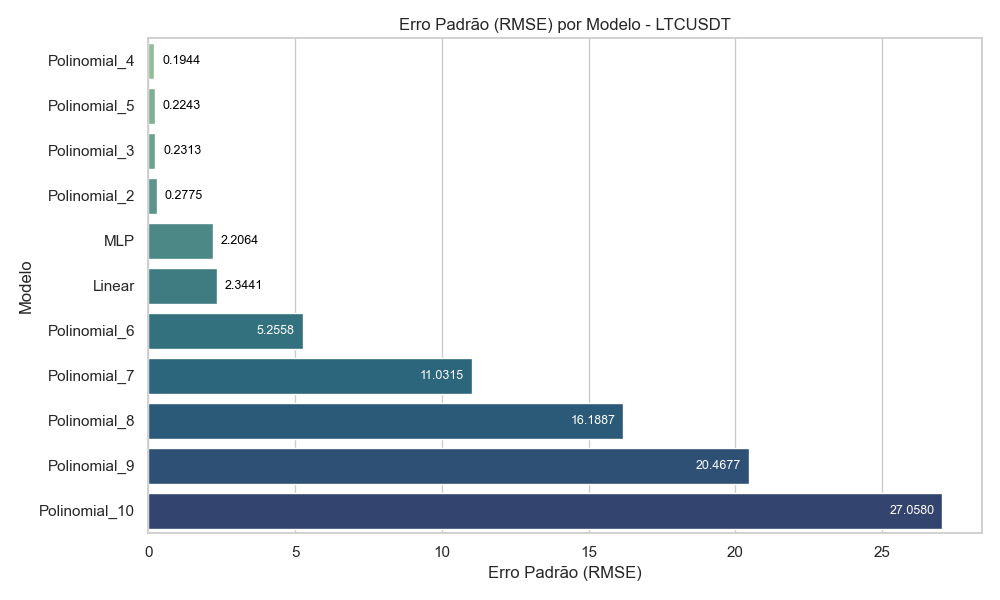 Erro Padrão (RMSE) por Modelo - LTCUSDT
Modelo
Polinomial_4 0.1944
Polinomial_5 0.2243
Polinomial_3 0.2313
Polinomial_2 0.2775
MLP 2.2064
Linear 2.3441
Polinomial_6 5.2558
Polinomial_7 11.0315
Polinomial_8 16.1887
Polinomial_9 20.4677
Polinomial_10 27.0580
0 5 10 15 20 25
Erro Padrão (RMSE)